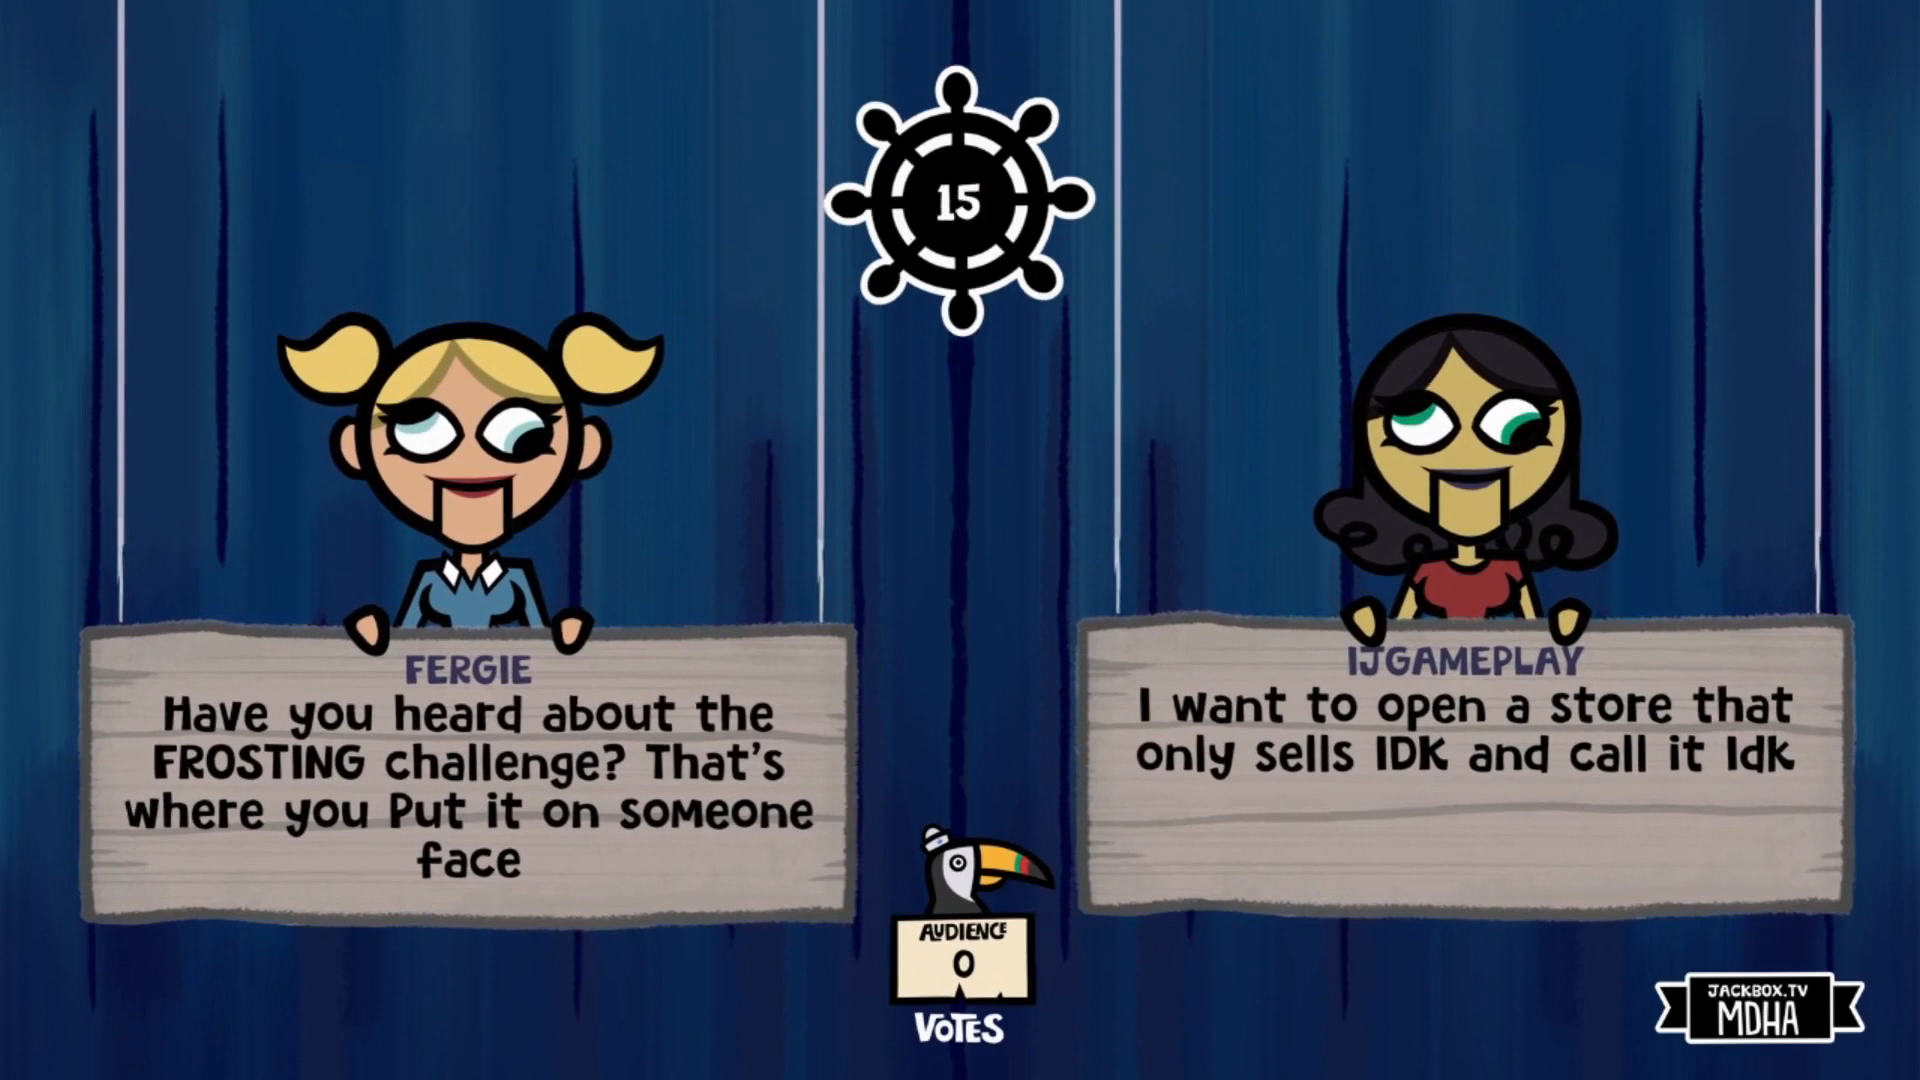 15
FERGIE
Have you heard about the
FROSTING challenge? That's
where you Put it on someone
face
IJGAMEPLAY
I want to open a store that
only sells IDK and call it Idk
AUDIENCE
0
VOTES
JACKBOX.TV
MDHA